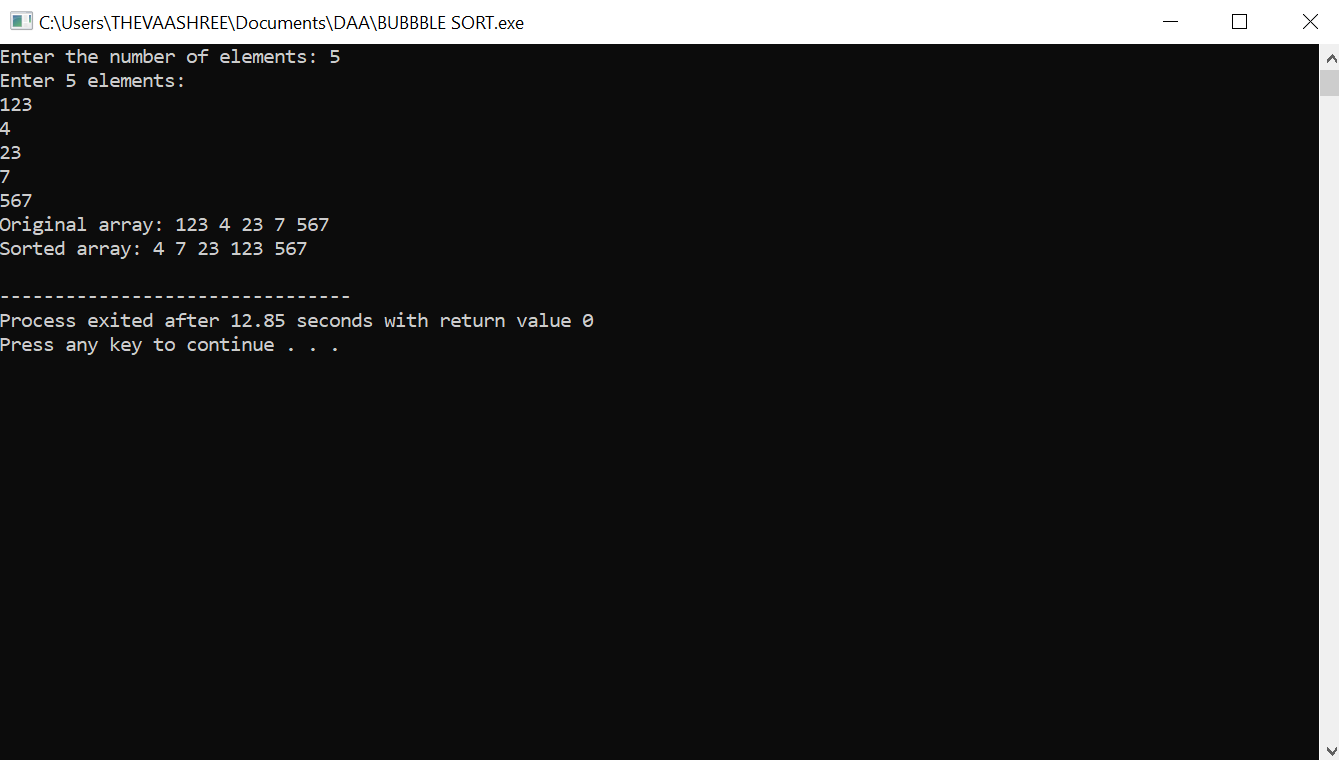 C:\Users\THEVAASHREE\Documents\DAA\BUBBBLE SORT.exe
Enter the number of elements: 5
Enter 5 elements:
123
4
23
7
567
Original array: 123 4 23 7 567
Sorted array: 4 7 23 123 567
--------------------------------
Process exited after 12.85 seconds with return value 0
Press any key to continue . . .